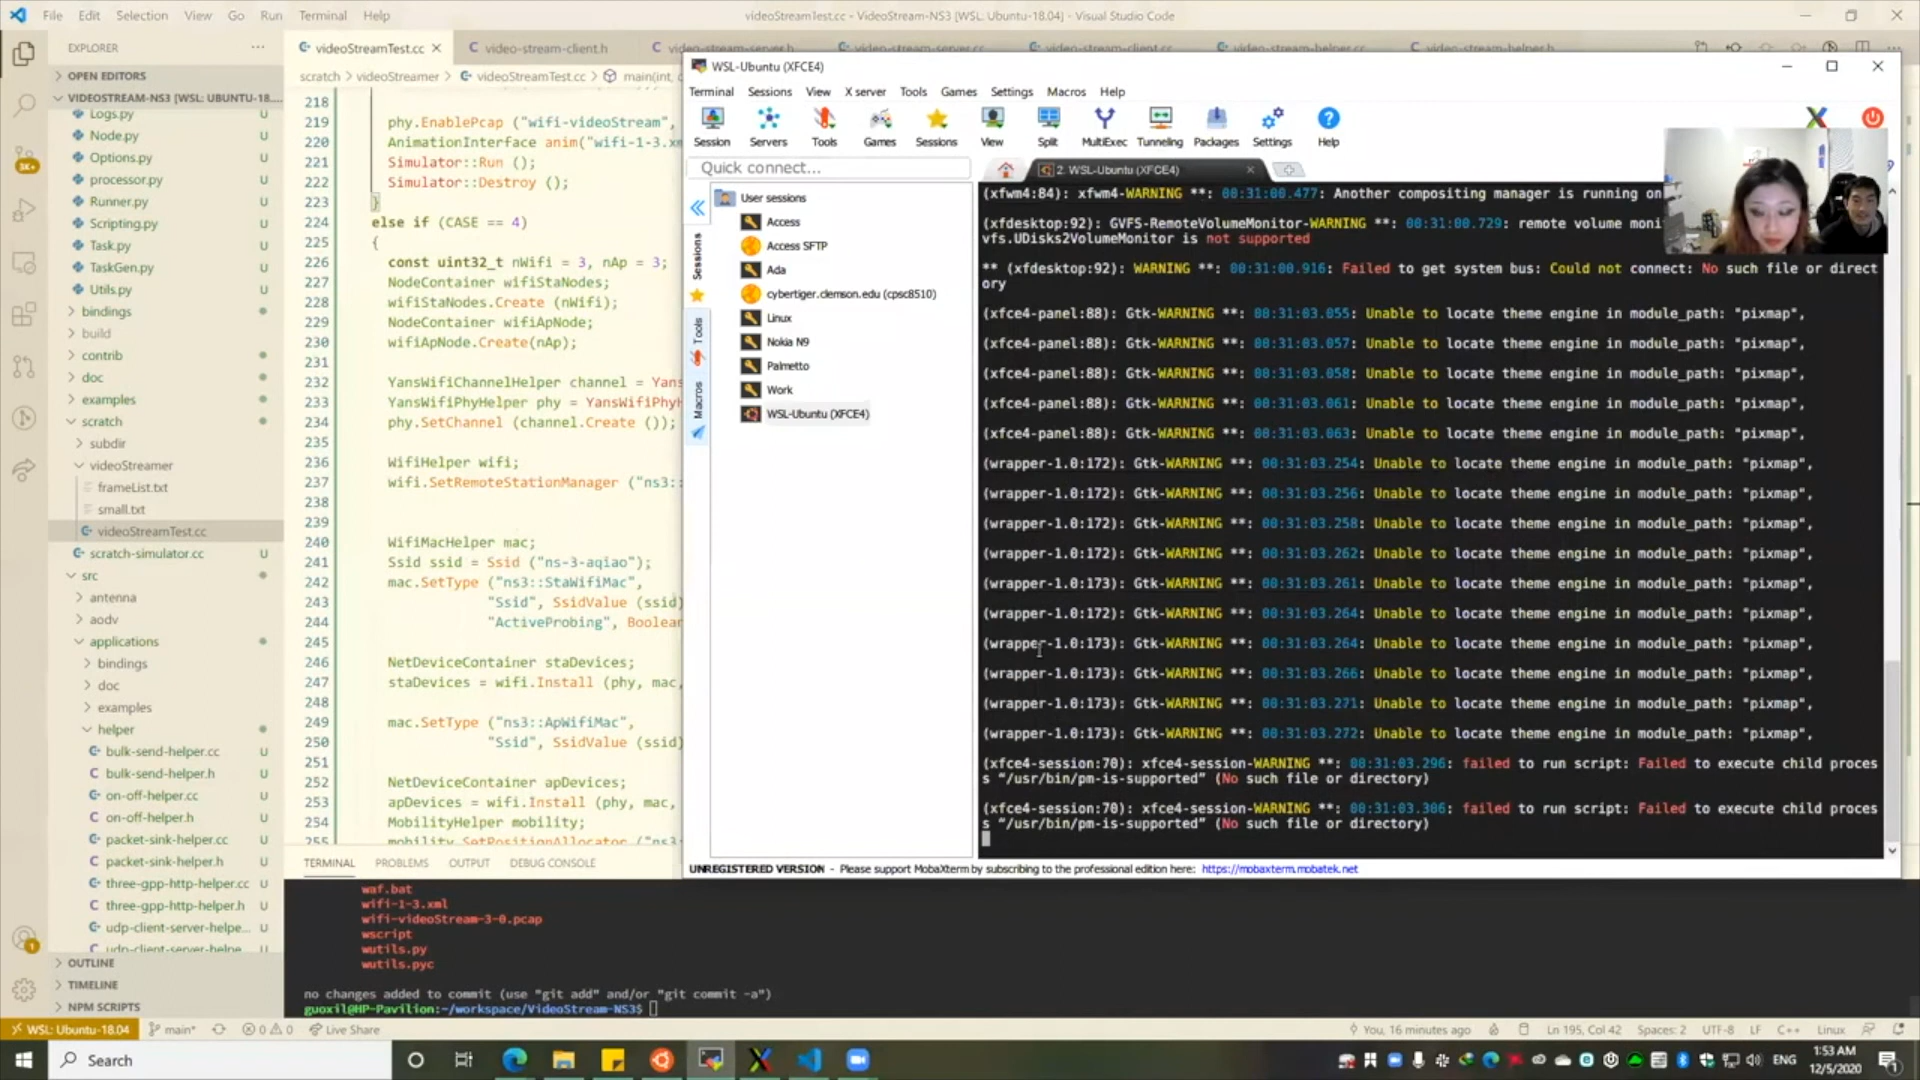 File Edit Selection View Go Run Terminal Help
videoStreamTest.cc - VideoStream-NS3 [WSL: Ubuntu-18.04] - Visual Studio Code
EXPLORER
OPEN EDITORS
VIDEOSTREAM-NS3 [WSL: UBUNTU-18....
Logs.py U
Node.py U
Options.py U
processor.py U
Runner.py U
Scripting.py U
Task.py U
TaskGen.py U
Utils.py U
bindings
build
contrib
doc
examples
scratch
subdir
videoStreamer
frameList.txt
small.txt
videoStreamTest.cc
scratch-simulator.cc U
src
antenna
aodv
applications
bindings
doc
examples
helper
bulk-send-helper.cc U
bulk-send-helper.h U
on-off-helper.cc U
on-off-helper.h U
packet-sink-helper.cc U
packet-sink-helper.h U
three-gpp-http-helper.cc U
three-gpp-http-helper.h U
udp-client-server-helpe... U
udp-client-server-helpe... U
OUTLINE
TIMELINE
NPM SCRIPTS
videoStreamTest.cc video-stream-client.h video-stream-server.h video-stream-server.cc video-stream-client.cc video-stream-helper.cc video-stream-helper.h
scratch > videoStreamer > videoStreamTest.cc > main(int,
218
219 phy.EnablePcap ("wifi-videoStream",
220 AnimationInterface anim("wifi-1-3.xm
221 Simulator::Run ();
222 Simulator::Destroy ();
223 }
224 else if (CASE == 4)
225 {
226 const uint32_t nWifi = 3, nAp = 3;
227 NodeContainer wifiStaNodes;
228 wifiStaNodes.Create (nWifi);
229 NodeContainer wifiApNode;
230 wifiApNode.Create(nAp);
231
232 YansWifiChannelHelper channel = Yans
233 YansWifiPhyHelper phy = YansWifiPhyH
234 phy.SetChannel (channel.Create ());
235
236 WifiHelper wifi;
237 wifi.SetRemoteStationManager ("ns3::
238
239
240 WifiMacHelper mac;
241 Ssid ssid = Ssid ("ns-3-aqiao");
242 mac.SetType ("ns3::StaWifiMac",
243 "Ssid", SsidValue (ssid)
244 "ActiveProbing", Boolean
245
246 NetDeviceContainer staDevices;
247 staDevices = wifi.Install (phy, mac,
248
249 mac.SetType ("ns3::ApWifiMac",
250 "Ssid", SsidValue (ssid)
251
252 NetDeviceContainer apDevices;
253 apDevices = wifi.Install (phy, mac,
254 MobilityHelper mobility;
255 mobility.SetPositionAllocator ("ns3:
TERMINAL PROBLEMS OUTPUT DEBUG CONSOLE
waf.bat
wifi-1-3.xml
wifi-videoStream-3-0.pcap
wscript
wutils.py
wutils.pyc
no changes added to commit (use "git add" and/or "git commit -a")
guoxil@HP-Pavilion:~/workspace/VideoStream-NS3$
WSL-Ubuntu (XFCE4)
Terminal Sessions View X server Tools Games Settings Macros Help
Session Servers Tools Games Sessions View Split MultiExec Tunneling Packages Settings Help
Quick connect...
2. WSL-Ubuntu (XFCE4)
Sessions
Tools
Macros
User sessions
Access
Access SFTP
Ada
cybertiger.clemson.edu (cpsc8510)
Linux
Nokia N9
Palmetto
Work
WSL-Ubuntu (XFCE4)
(xfwm4:84): xfwm4-WARNING **: 00:31:00.477: Another compositing manager is running on
(xfdesktop:92): GVFS-RemoteVolumeMonitor-WARNING **: 00:31:00.729: remote volume moni
vfs.UDisks2VolumeMonitor is not supported
** (xfdesktop:92): WARNING **: 00:31:00.916: Failed to get system bus: Could not connect: No such file or direct
ory
(xfce4-panel:88): Gtk-WARNING **: 00:31:03.055: Unable to locate theme engine in module_path: "pixmap",
(xfce4-panel:88): Gtk-WARNING **: 00:31:03.057: Unable to locate theme engine in module_path: "pixmap",
(xfce4-panel:88): Gtk-WARNING **: 00:31:03.058: Unable to locate theme engine in module_path: "pixmap",
(xfce4-panel:88): Gtk-WARNING **: 00:31:03.061: Unable to locate theme engine in module_path: "pixmap",
(xfce4-panel:88): Gtk-WARNING **: 00:31:03.063: Unable to locate theme engine in module_path: "pixmap",
(wrapper-1.0:172): Gtk-WARNING **: 00:31:03.254: Unable to locate theme engine in module_path: "pixmap",
(wrapper-1.0:172): Gtk-WARNING **: 00:31:03.256: Unable to locate theme engine in module_path: "pixmap",
(wrapper-1.0:172): Gtk-WARNING **: 00:31:03.258: Unable to locate theme engine in module_path: "pixmap",
(wrapper-1.0:172): Gtk-WARNING **: 00:31:03.262: Unable to locate theme engine in module_path: "pixmap",
(wrapper-1.0:173): Gtk-WARNING **: 00:31:03.261: Unable to locate theme engine in module_path: "pixmap",
(wrapper-1.0:172): Gtk-WARNING **: 00:31:03.264: Unable to locate theme engine in module_path: "pixmap",
(wrapper-1.0:173): Gtk-WARNING **: 00:31:03.264: Unable to locate theme engine in module_path: "pixmap",
(wrapper-1.0:173): Gtk-WARNING **: 00:31:03.266: Unable to locate theme engine in module_path: "pixmap",
(wrapper-1.0:173): Gtk-WARNING **: 00:31:03.271: Unable to locate theme engine in module_path: "pixmap",
(wrapper-1.0:173): Gtk-WARNING **: 00:31:03.272: Unable to locate theme engine in module_path: "pixmap",
(xfce4-session:70): xfce4-session-WARNING **: 00:31:03.296: failed to run script: Failed to execute child proces
s “/usr/bin/pm-is-supported” (No such file or directory)
(xfce4-session:70): xfce4-session-WARNING **: 00:31:03.306: failed to run script: Failed to execute child proces
s “/usr/bin/pm-is-supported” (No such file or directory)
UNREGISTERED VERSION - Please support MobaXterm by subscribing to the professional edition here: https://mobaxterm.mobatek.net
WSL: Ubuntu-18.04 main* 0 0 Live Share You, 16 minutes ago Ln 195, Col 42 Spaces: 2 UTF-8 LF C++ Linux
Search
ENG
1:53 AM
12/5/2020